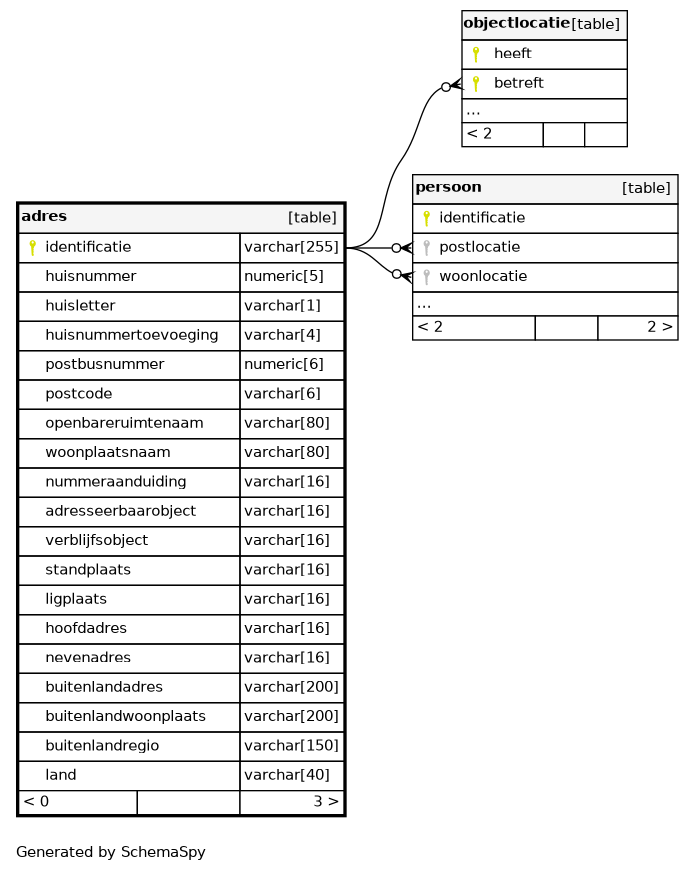 objectlocatie [table]
heeft
betreft
...
< 2
persoon [table]
identificatie
postlocatie
woonlocatie
...
< 2 2 >
adres [table]
identificatie varchar[255]
huisnummer numeric[5]
huisletter varchar[1]
huisnummertoevoeging varchar[4]
postbusnummer numeric[6]
postcode varchar[6]
openbareruimtenaam varchar[80]
woonplaatsnaam varchar[80]
nummeraanduiding varchar[16]
adresseerbaarobject varchar[16]
verblijfsobject varchar[16]
standplaats varchar[16]
ligplaats varchar[16]
hoofdadres varchar[16]
nevenadres varchar[16]
buitenlandadres varchar[200]
buitenlandwoonplaats varchar[200]
buitenlandregio varchar[150]
land varchar[40]
< 0 3 >
Generated by SchemaSpy